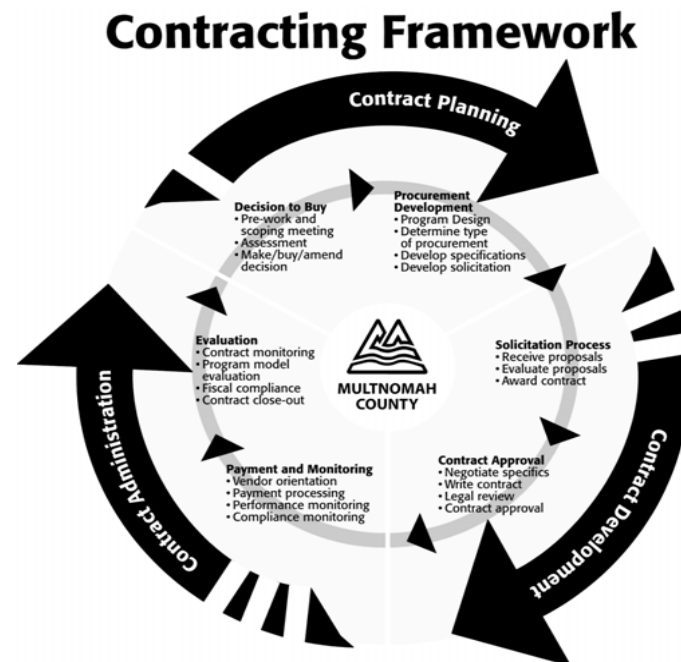 Contracting Framework
Contract Planning
Decision to Buy
• Pre-work and
scoping meeting
• Assessment
• Make/buy/amend
decision
Procurement
Development
• Program Design
• Determine type
of procurement
• Develop specifications
• Develop solicitation
Solicitation Process
• Receive proposals
• Evaluate proposals
• Award contract
Contract Development
Contract Approval
• Negotiate specifics
• Write contract
• Legal review
• Contract approval
Payment and Monitoring
• Vendor orientation
• Payment processing
• Performance monitoring
• Compliance monitoring
Contract Administration
Evaluation
• Contract monitoring
• Program model
evaluation
• Fiscal compliance
• Contract close-out
MULTNOMAH
COUNTY